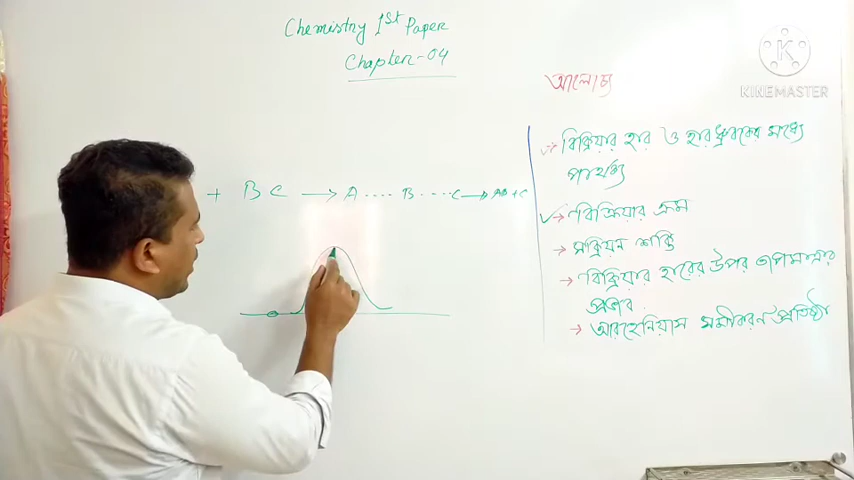 Chemistry 1st Paper
Chapter-04
আলোচ্য
→ বিক্রিয়ার হার ও হার ধ্রুবকের মধ্যে
পার্থক্য
→ বিক্রিয়ার ক্রম
→ সক্রিয়ন শক্তি
→ বিক্রিয়ার হারের উপর তাপমাত্রার
প্রভাব .
→ আরহেনিয়াস সমীকরণ প্রতিষ্ঠা
+ BC → A.... B.....C → AB + C
K
KINEMASTER